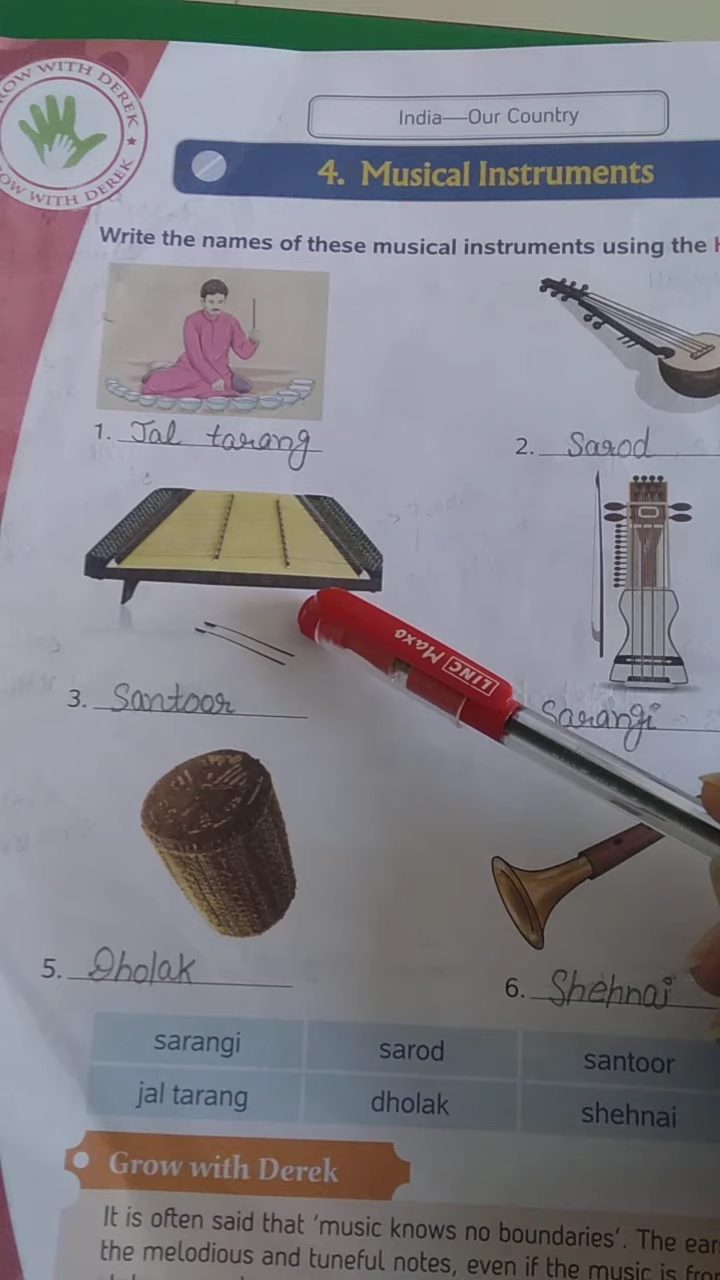 GROW WITH DEREK ★
GROW WITH DEREK
India—Our Country
4. Musical Instruments
Write the names of these musical instruments using the
1. Jal tarang
2. Sarod
3. Santoor
LINC Maxo
Sarangi
5. Dholak
6. Shehnai
sarangi sarod santoor
jal tarang dholak shehnai
Grow with Derek
It is often said that ‘music knows no boundaries’. The ear
the melodious and tuneful notes, even if the music is from